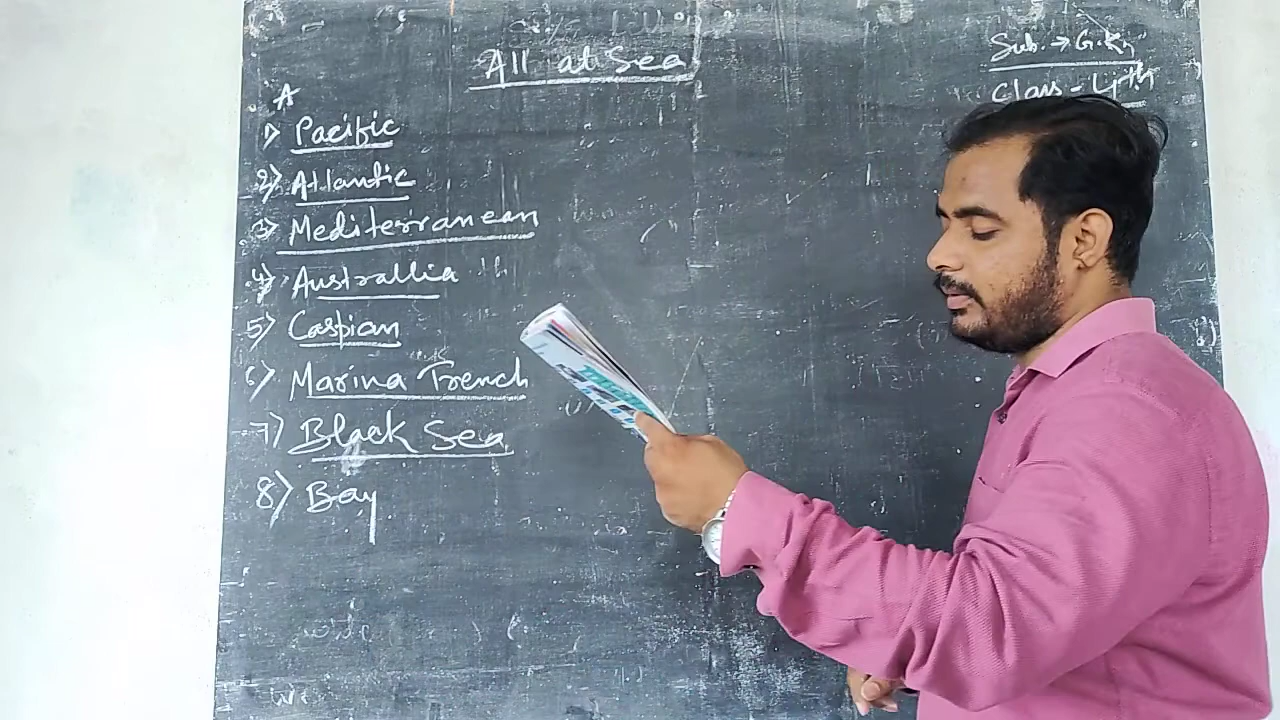 All at Sea
Sub. → G.K
Class - 4th
A
1) Pacific
2) Atlantic
3) Mediterranean
4) Australlia
5) Caspian
6) Marina Trench
7) Black Sea
8) Bay